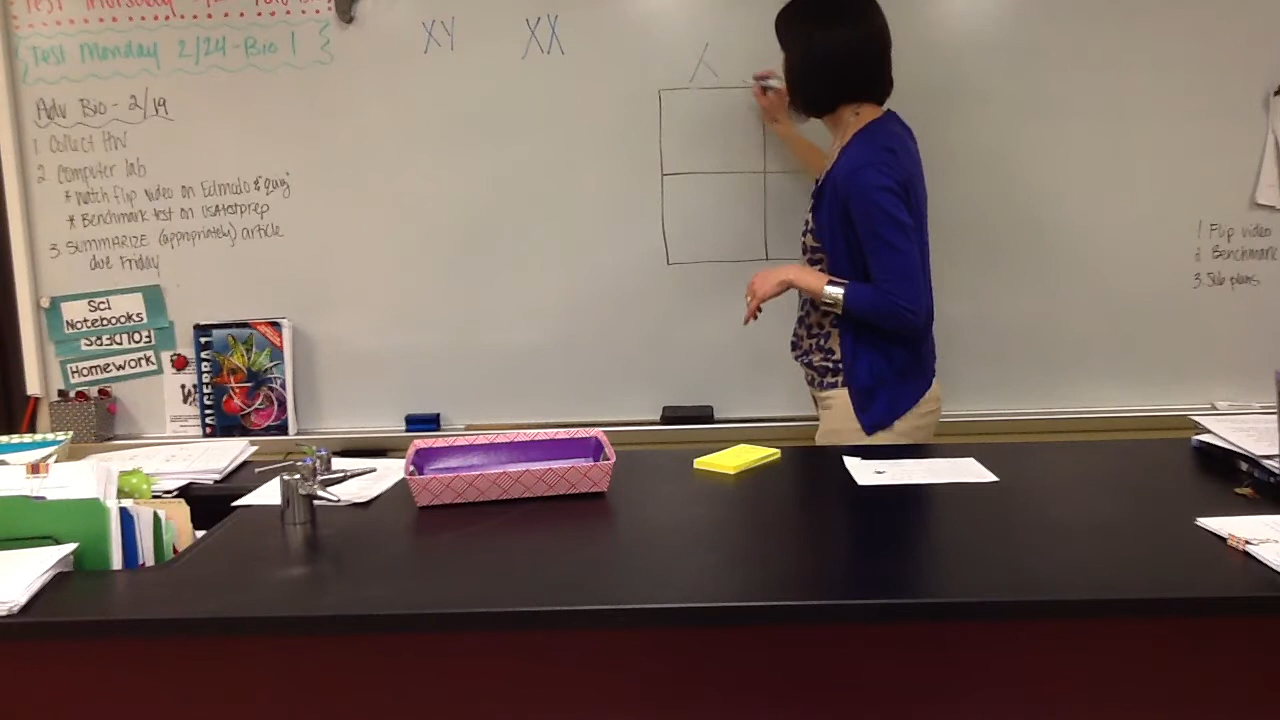 Test Thursday
Test Monday 2/24 - Bio 1
Adv Bio - 2/19
1 Collect HW
2 Computer lab
* Watch flip video on Edmodo & "Quiz"
* Benchmark test on USAtestprep
3. SUMMARIZE (appropriately) article
due Friday
XY XX
X
1 Flip video
2 Benchmark
3. Sub plans
Sci
Notebooks
FOLDERS
Homework
ALGEBRA 1